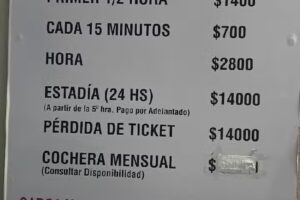 PRIMER 1/2 HORA $1400
CADA 15 MINUTOS $700
HORA $2800
ESTADÍA (24 HS) $14000
(A partir de la 5º hra. Pago por Adelantado)
PÉRDIDA DE TICKET $14000
COCHERA MENSUAL $
(Consultar Disponibilidad)